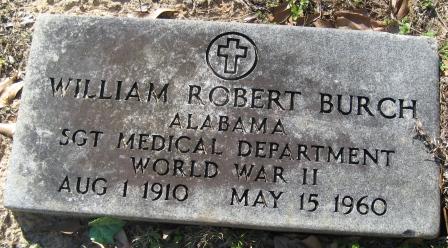 WILLIAM ROBERT BURCH
ALABAMA
SGT MEDICAL DEPARTMENT
WORLD WAR II
AUG 1 1910 MAY 15 1960